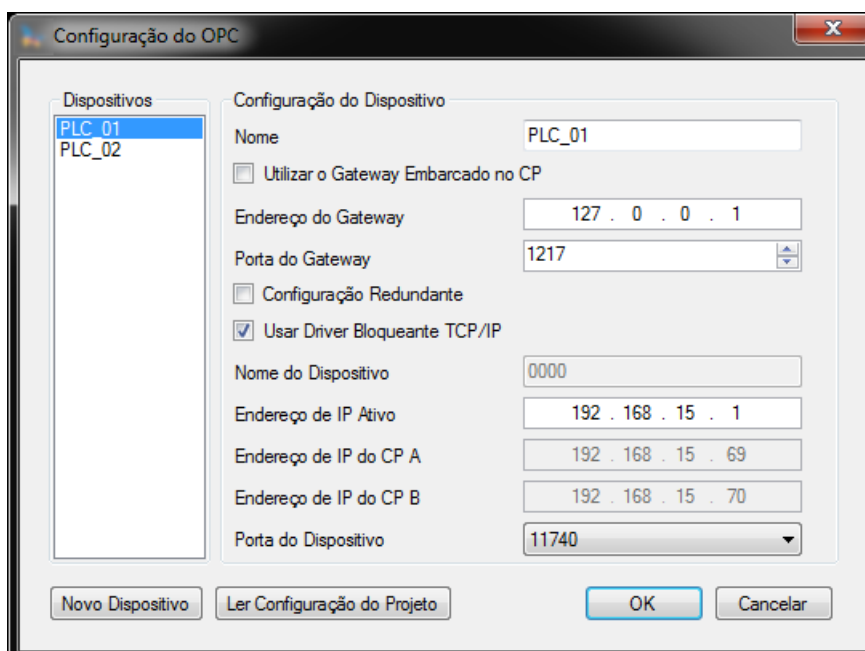 Configuração do OPC
Dispositivos
PLC_01
PLC_02
Configuração do Dispositivo
Nome PLC_01
Utilizar o Gateway Embarcado no CP
Endereço do Gateway 127 . 0 . 0 . 1
Porta do Gateway 1217
Configuração Redundante
Usar Driver Bloqueante TCP/IP
Nome do Dispositivo 0000
Endereço de IP Ativo 192 . 168 . 15 . 1
Endereço de IP do CP A 192 . 168 . 15 . 69
Endereço de IP do CP B 192 . 168 . 15 . 70
Porta do Dispositivo 11740
Novo Dispositivo Ler Configuração do Projeto OK Cancelar